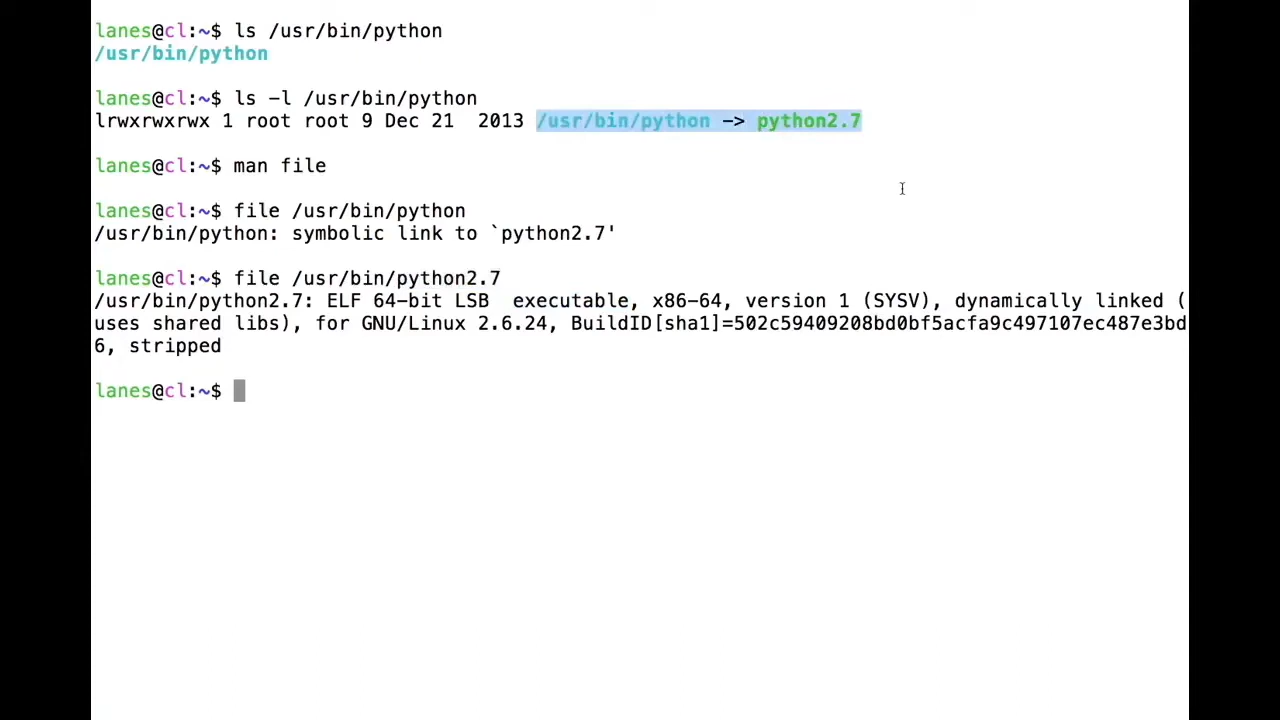 lanes@cl:~$ ls /usr/bin/python
/usr/bin/python
lanes@cl:~$ ls -l /usr/bin/python
lrwxrwxrwx 1 root root 9 Dec 21  2013 /usr/bin/python -> python2.7
lanes@cl:~$ man file
lanes@cl:~$ file /usr/bin/python
/usr/bin/python: symbolic link to `python2.7'
lanes@cl:~$ file /usr/bin/python2.7
/usr/bin/python2.7: ELF 64-bit LSB  executable, x86-64, version 1 (SYSV), dynamically linked (
uses shared libs), for GNU/Linux 2.6.24, BuildID[sha1]=502c59409208bd0bf5acfa9c497107ec487e3bd
6, stripped
lanes@cl:~$